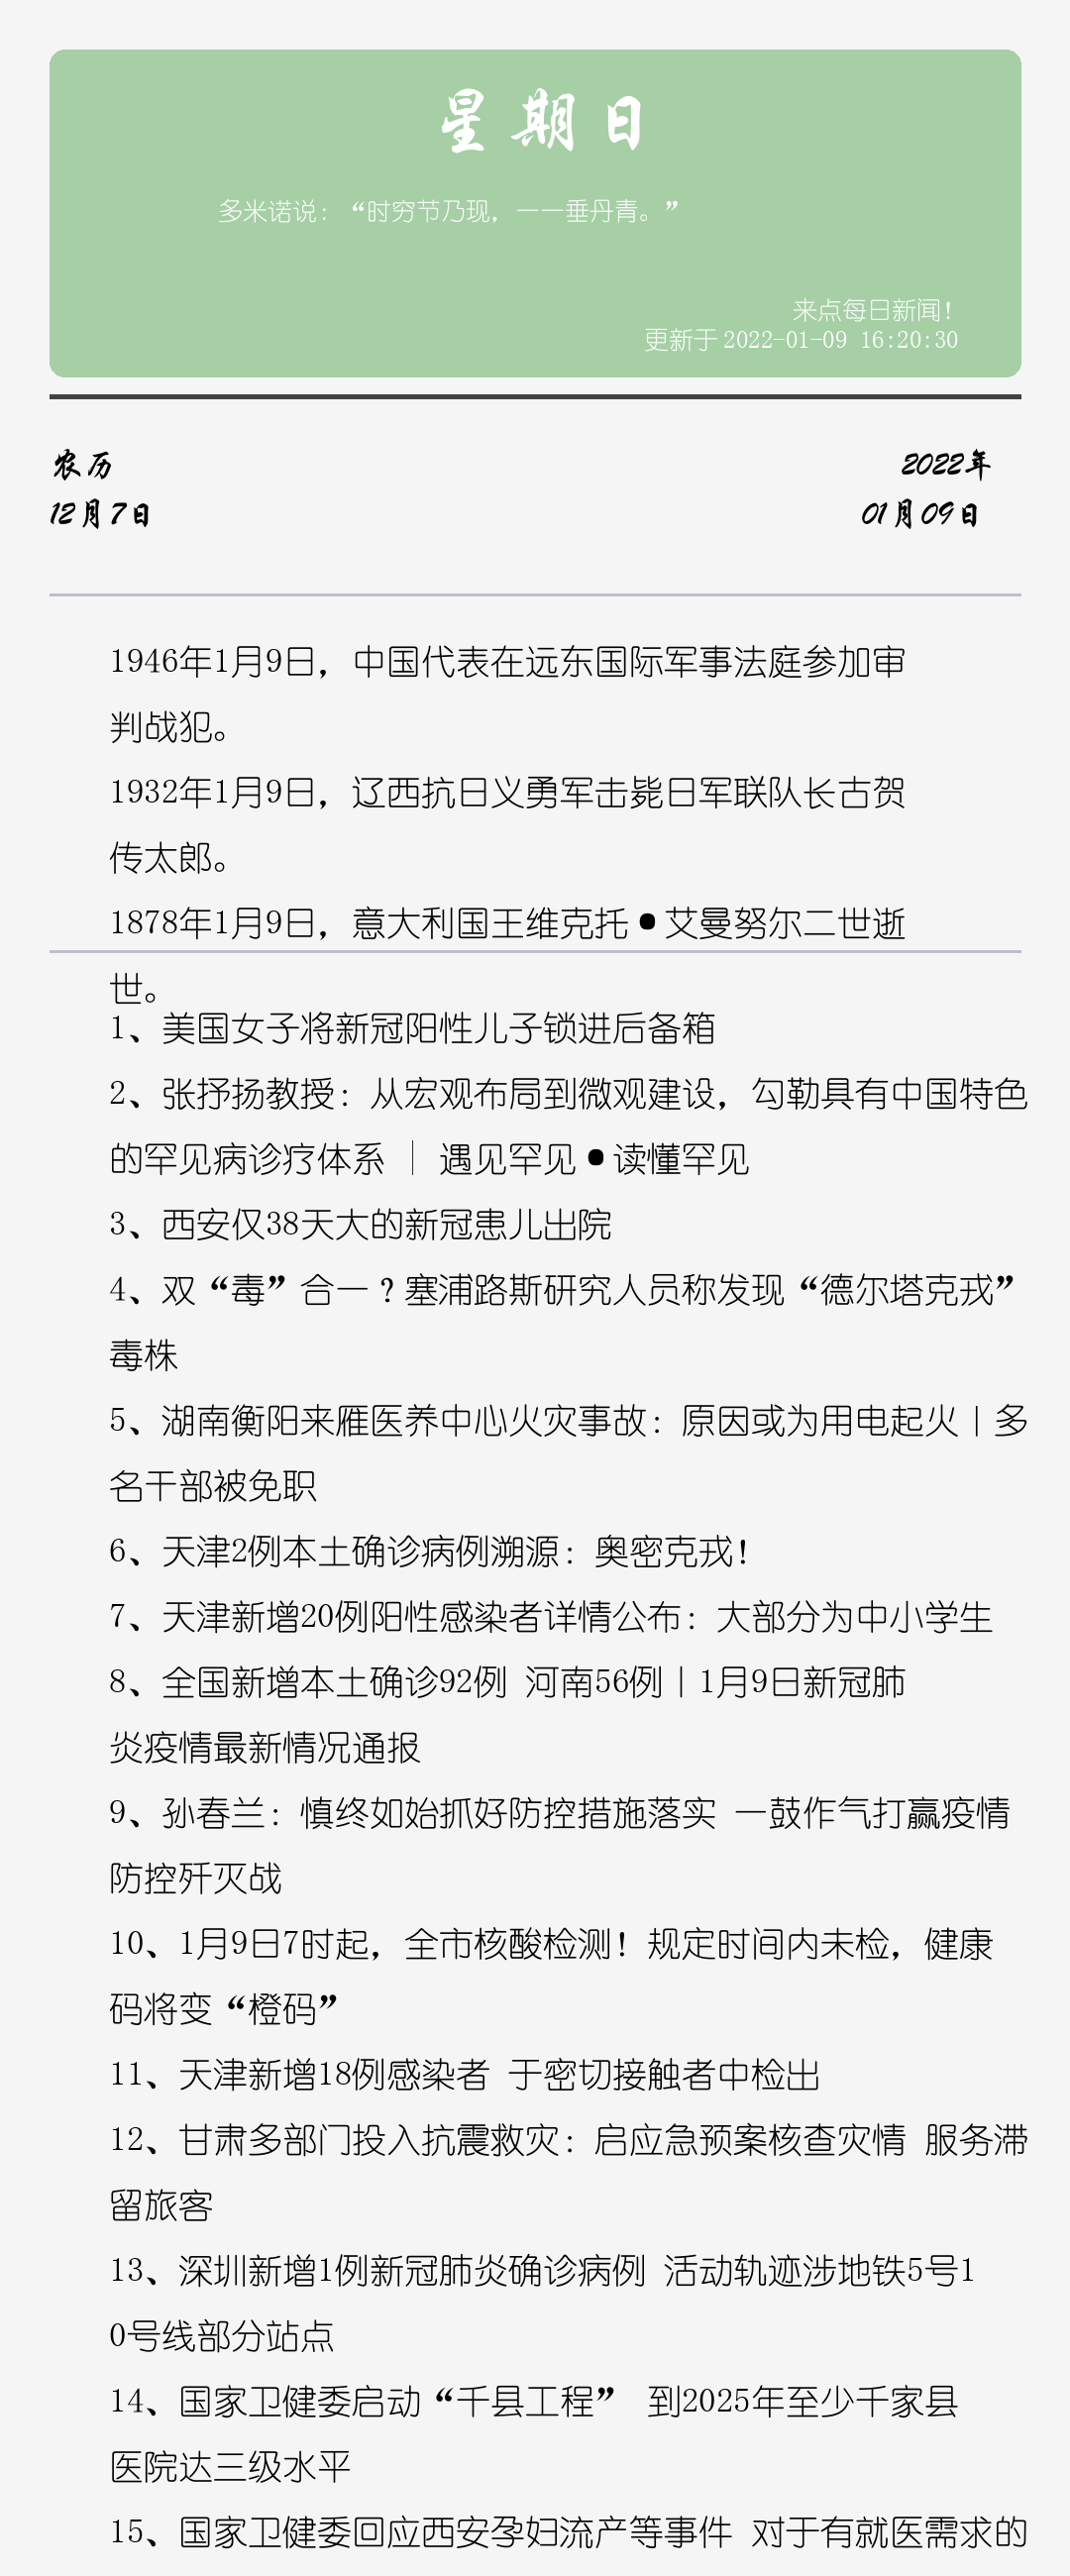 星期日
多米诺说：“时穷节乃现，一一垂丹青。”
来点每日新闻！
更新于 2022-01-09 16:20:30
农历
2022年
12月7日
01月09日
1946年1月9日，中国代表在远东国际军事法庭参加审
判战犯。
1932年1月9日，辽西抗日义勇军击毙日军联队长古贺
传太郎。
1878年1月9日，意大利国王维克托•艾曼努尔二世逝
世。
1、美国女子将新冠阳性儿子锁进后备箱
2、张抒扬教授：从宏观布局到微观建设，勾勒具有中国特色
的罕见病诊疗体系 ｜ 遇见罕见•读懂罕见
3、西安仅38天大的新冠患儿出院
4、双“毒”合一？塞浦路斯研究人员称发现“德尔塔克戎”
毒株
5、湖南衡阳来雁医养中心火灾事故：原因或为用电起火丨多
名干部被免职
6、天津2例本土确诊病例溯源：奥密克戎！
7、天津新增20例阳性感染者详情公布：大部分为中小学生
8、全国新增本土确诊92例 河南56例丨1月9日新冠肺
炎疫情最新情况通报
9、孙春兰：慎终如始抓好防控措施落实 一鼓作气打赢疫情
防控歼灭战
10、1月9日7时起，全市核酸检测！规定时间内未检，健康
码将变“橙码”
11、天津新增18例感染者 于密切接触者中检出
12、甘肃多部门投入抗震救灾：启应急预案核查灾情 服务滞
留旅客
13、深圳新增1例新冠肺炎确诊病例 活动轨迹涉地铁5号1
0号线部分站点
14、国家卫健委启动“千县工程” 到2025年至少千家县
医院达三级水平
15、国家卫健委回应西安孕妇流产等事件 对于有就医需求的